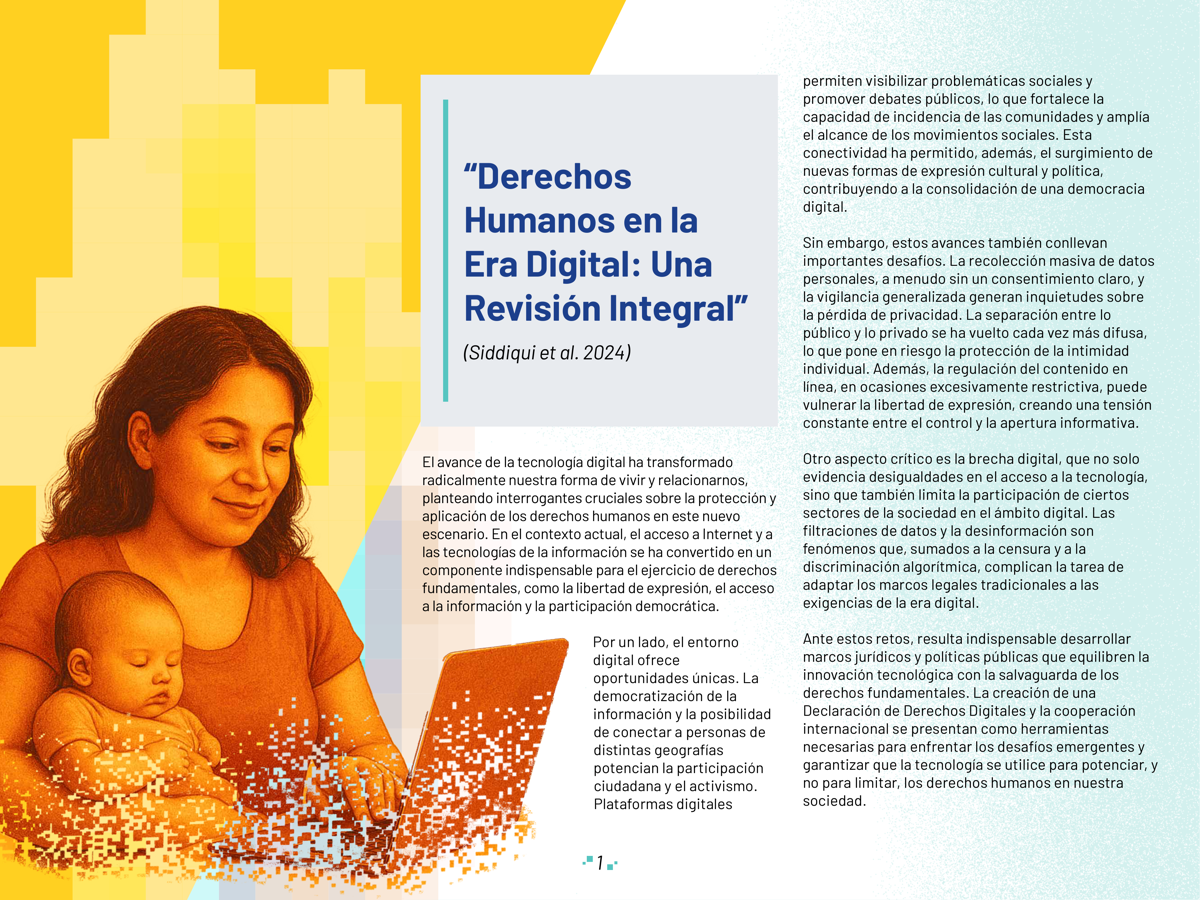 “Derechos
Humanos en la
Era Digital: Una
Revisión Integral”
(Siddiqui et al. 2024)
El avance de la tecnología digital ha transformado
radicalmente nuestra forma de vivir y relacionarnos,
planteando interrogantes cruciales sobre la protección y
aplicación de los derechos humanos en este nuevo
escenario. En el contexto actual, el acceso a Internet y a
las tecnologías de la información se ha convertido en un
componente indispensable para el ejercicio de derechos
fundamentales, como la libertad de expresión, el acceso
a la información y la participación democrática.
Por un lado, el entorno
digital ofrece
oportunidades únicas. La
democratización de la
información y la posibilidad
de conectar a personas de
distintas geografías
potencian la participación
ciudadana y el activismo.
Plataformas digitales
permiten visibilizar problemáticas sociales y
promover debates públicos, lo que fortalece la
capacidad de incidencia de las comunidades y amplía
el alcance de los movimientos sociales. Esta
conectividad ha permitido, además, el surgimiento de
nuevas formas de expresión cultural y política,
contribuyendo a la consolidación de una democracia
digital.
Sin embargo, estos avances también conllevan
importantes desafíos. La recolección masiva de datos
personales, a menudo sin un consentimiento claro, y
la vigilancia generalizada generan inquietudes sobre
la pérdida de privacidad. La separación entre lo
público y lo privado se ha vuelto cada vez más difusa,
lo que pone en riesgo la protección de la intimidad
individual. Además, la regulación del contenido en
línea, en ocasiones excesivamente restrictiva, puede
vulnerar la libertad de expresión, creando una tensión
constante entre el control y la apertura informativa.
Otro aspecto crítico es la brecha digital, que no solo
evidencia desigualdades en el acceso a la tecnología,
sino que también limita la participación de ciertos
sectores de la sociedad en el ámbito digital. Las
filtraciones de datos y la desinformación son
fenómenos que, sumados a la censura y a la
discriminación algorítmica, complican la tarea de
adaptar los marcos legales tradicionales a las
exigencias de la era digital.
Ante estos retos, resulta indispensable desarrollar
marcos jurídicos y políticas públicas que equilibren la
innovación tecnológica con la salvaguarda de los
derechos fundamentales. La creación de una
Declaración de Derechos Digitales y la cooperación
internacional se presentan como herramientas
necesarias para enfrentar los desafíos emergentes y
garantizar que la tecnología se utilice para potenciar, y
no para limitar, los derechos humanos en nuestra
sociedad.
1